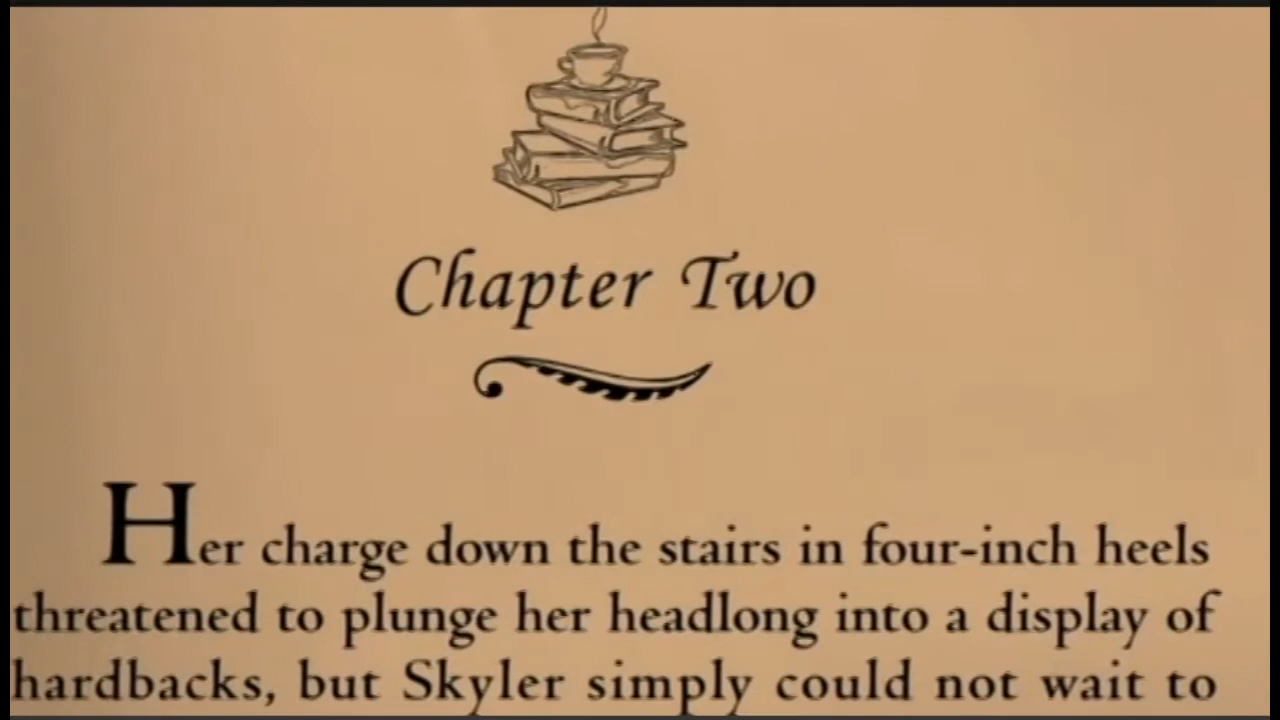 Chapter Two
Her charge down the stairs in four-inch heels
threatened to plunge her headlong into a display of
hardbacks, but Skyler simply could not wait to